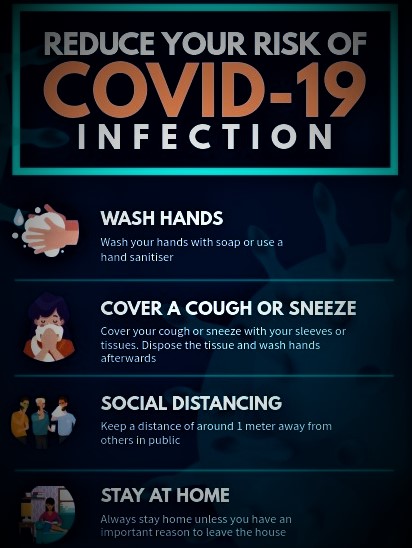 REDUCE YOUR RISK OF
COVID-19
INFECTION
WASH HANDS
Wash your hands with soap or use a
hand sanitiser
COVER A COUGH OR SNEEZE
Cover your cough or sneeze with your sleeves or
tissues. Dispose the tissue and wash hands
afterwards
SOCIAL DISTANCING
Keep a distance of around 1 meter away from
others in public
STAY AT HOME
Always stay home unless you have an
important reason to leave the house